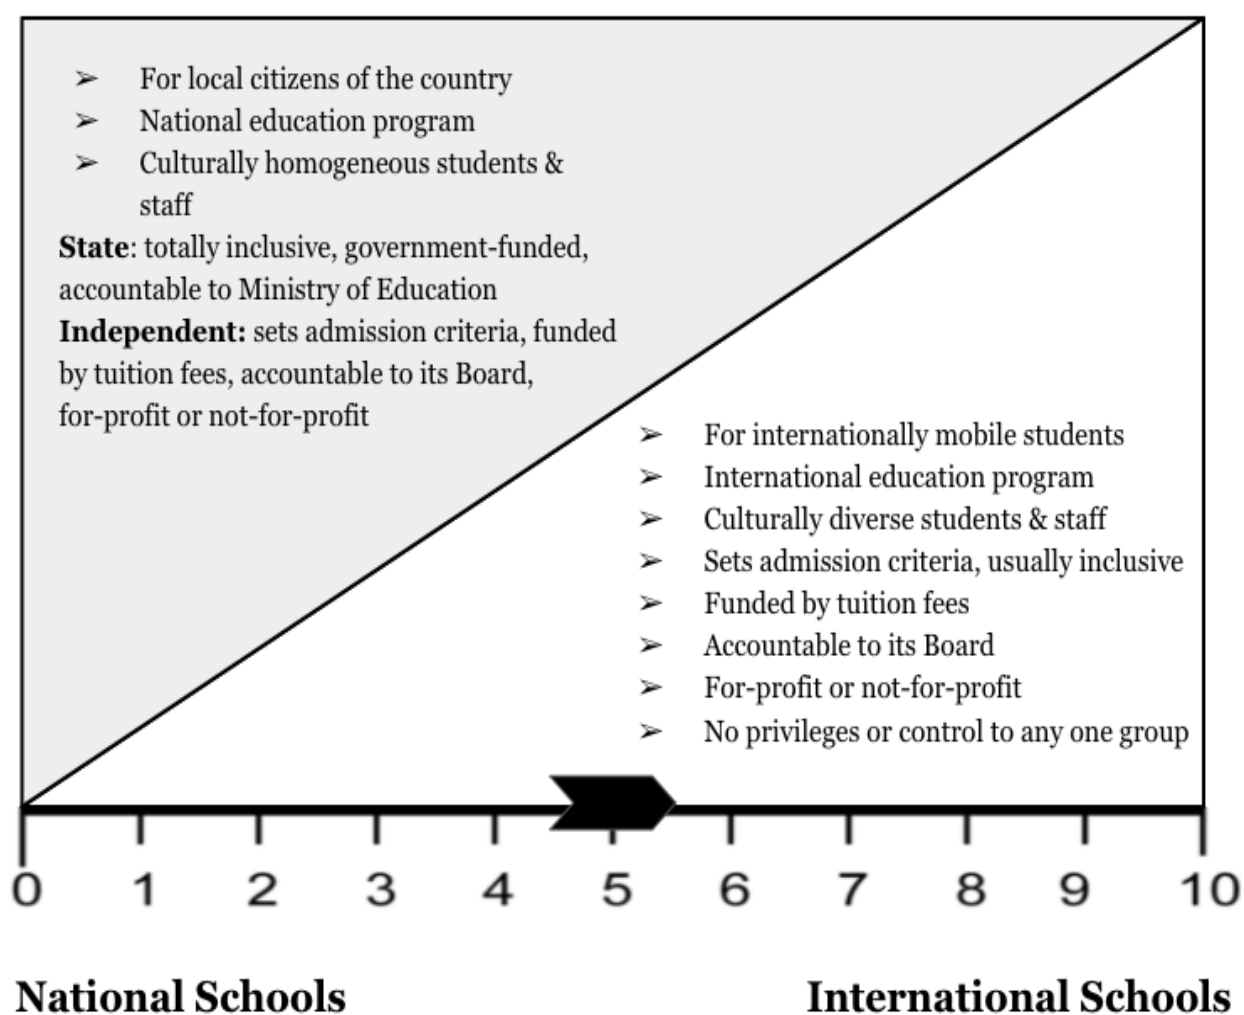 ➢ For local citizens of the country
➢ National education program
➢ Culturally homogeneous students &
staff
State: totally inclusive, government-funded,
accountable to Ministry of Education
Independent: sets admission criteria, funded
by tuition fees, accountable to its Board,
for-profit or not-for-profit
➢ For internationally mobile students
➢ International education program
➢ Culturally diverse students & staff
➢ Sets admission criteria, usually inclusive
➢ Funded by tuition fees
➢ Accountable to its Board
➢ For-profit or not-for-profit
➢ No privileges or control to any one group
0 1 2 3 4 5 6 7 8 9 10
National Schools International Schools